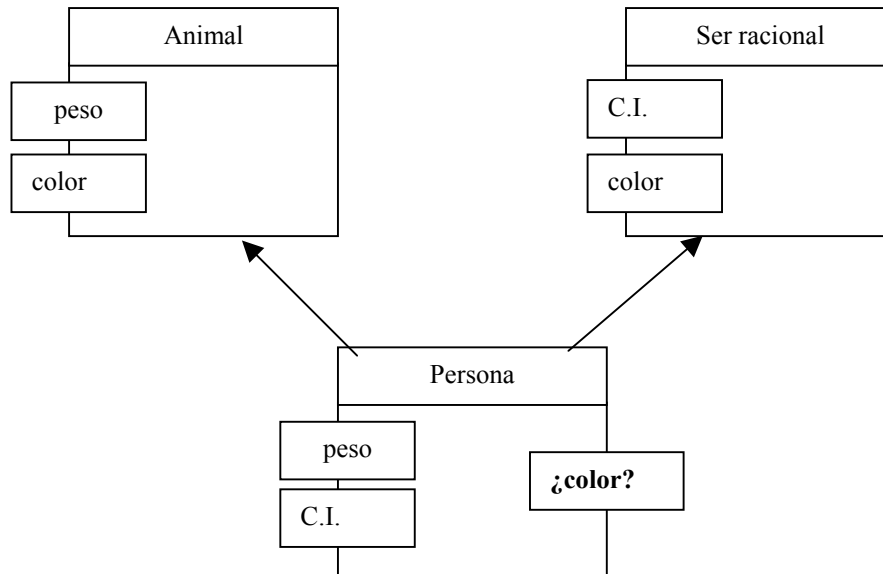 Animal
peso
color
Ser racional
C.I.
color
Persona
peso
C.I.
¿color?